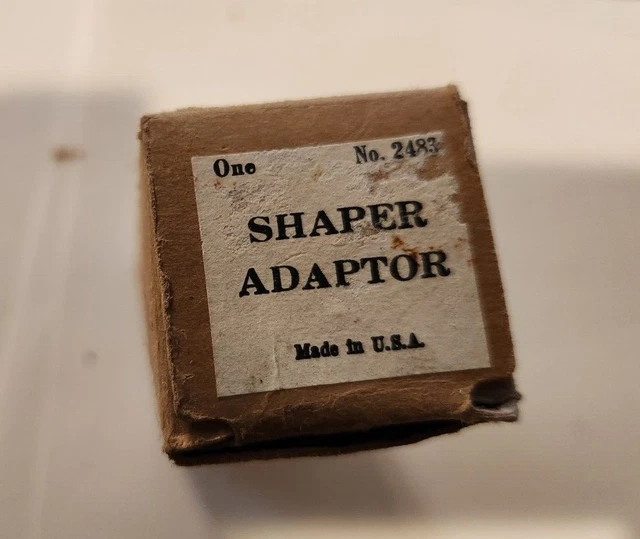 One No. 2483
SHAPER
ADAPTOR
Made in U.S.A.